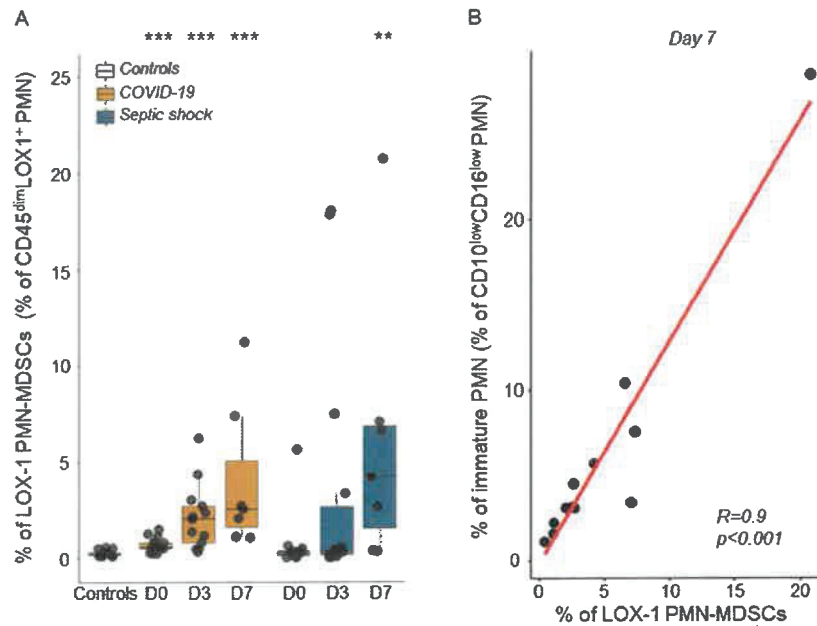 A
*** *** *** **
% of LOX-1 PMN-MDSCs (% of CD45dimLOX1+ PMN)
25
20
15
10
5
0
Controls
COVID-19
Septic shock
Controls D0 D3 D7 D0 D3 D7
B
Day 7
% of immature PMN (% of CD10lowCD16lowPMN)
20
10
0
R=0.9
p<0.001
0 5 10 15 20
% of LOX-1 PMN-MDSCs